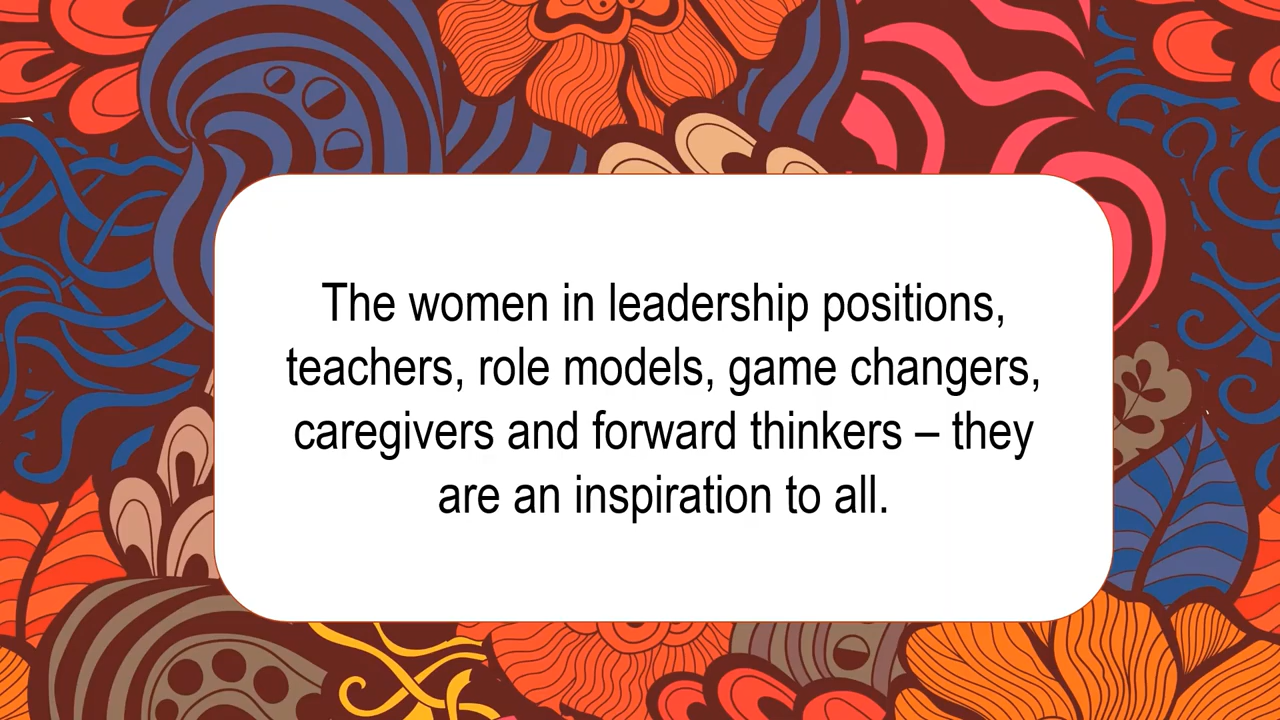 The women in leadership positions,
teachers, role models, game changers,
caregivers and forward thinkers – they
are an inspiration to all.